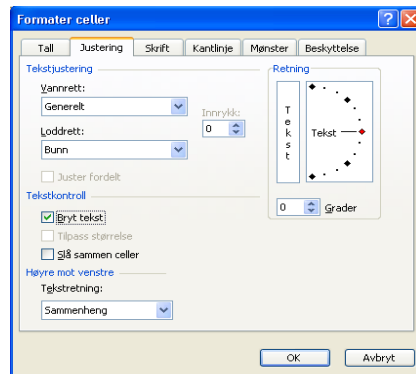 Formater celler
Tall Justering Skrift Kantlinje Mønster Beskyttelse
Tekstjustering
Vannrett:
Generelt
Innrykk:
0
Loddrett:
Bunn
Juster fordelt
Tekstkontroll
Bryt tekst
Tilpass størrelse
Slå sammen celler
Høyre mot venstre
Tekstretning:
Sammenheng
Retning
Tekst
Tekst
0 Grader
OK Avbryt